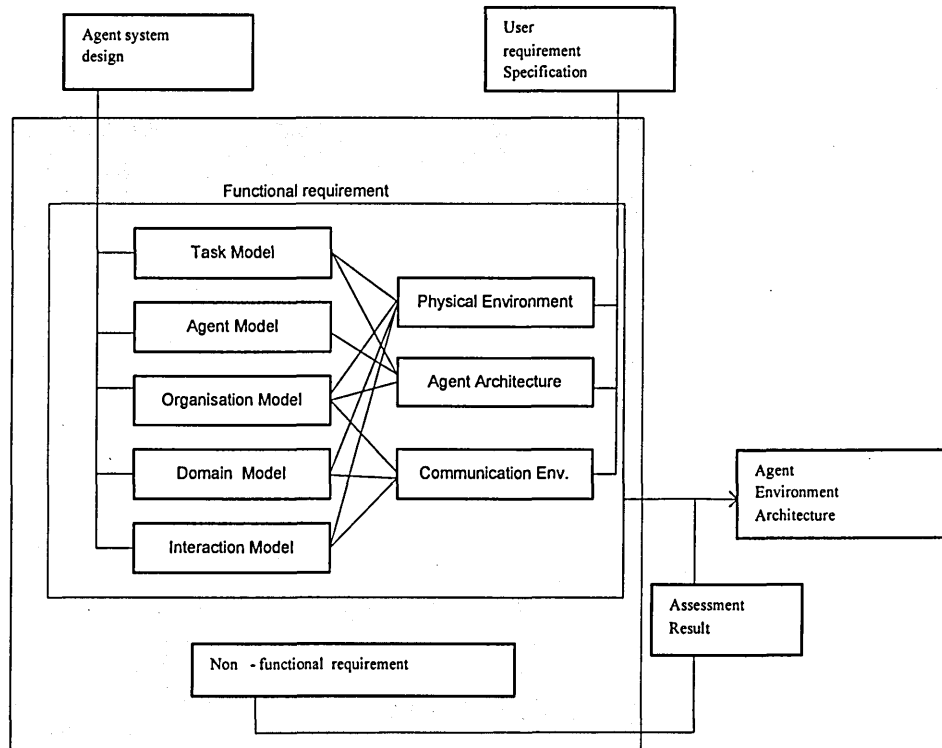 Agent system
design
User
requirement
Specification
Functional requirement
Task Model
Physical Environment
Agent Model
Agent Architecture
Organisation Model
Domain Model
Communication Env.
Interaction Model
Agent
Environment
Architecture
Assessment
Result
Non - functional requirement